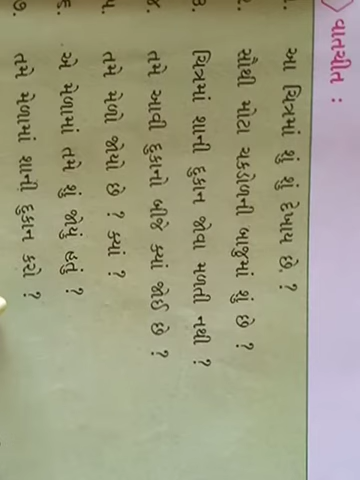 વાતચીત :
૧. આ ચિત્રમાં શું શું દેખાય છે. ?
૨. સૌથી મોટા ચકડોળની બાજુમાં શું છે ?
૩. ચિત્રમાં શાની દુકાન જોવા મળતી નથી ?
૪. તમે આવી દુકાનો બીજે ક્યાં જોઈ છે ?
૫. તમે મેળો જોયો છે ? ક્યાં ?
૬. એ મેળામાં તમે શું જોયું હતું ?
૭. તમે મેળામાં શાની દુકાન કરો ?